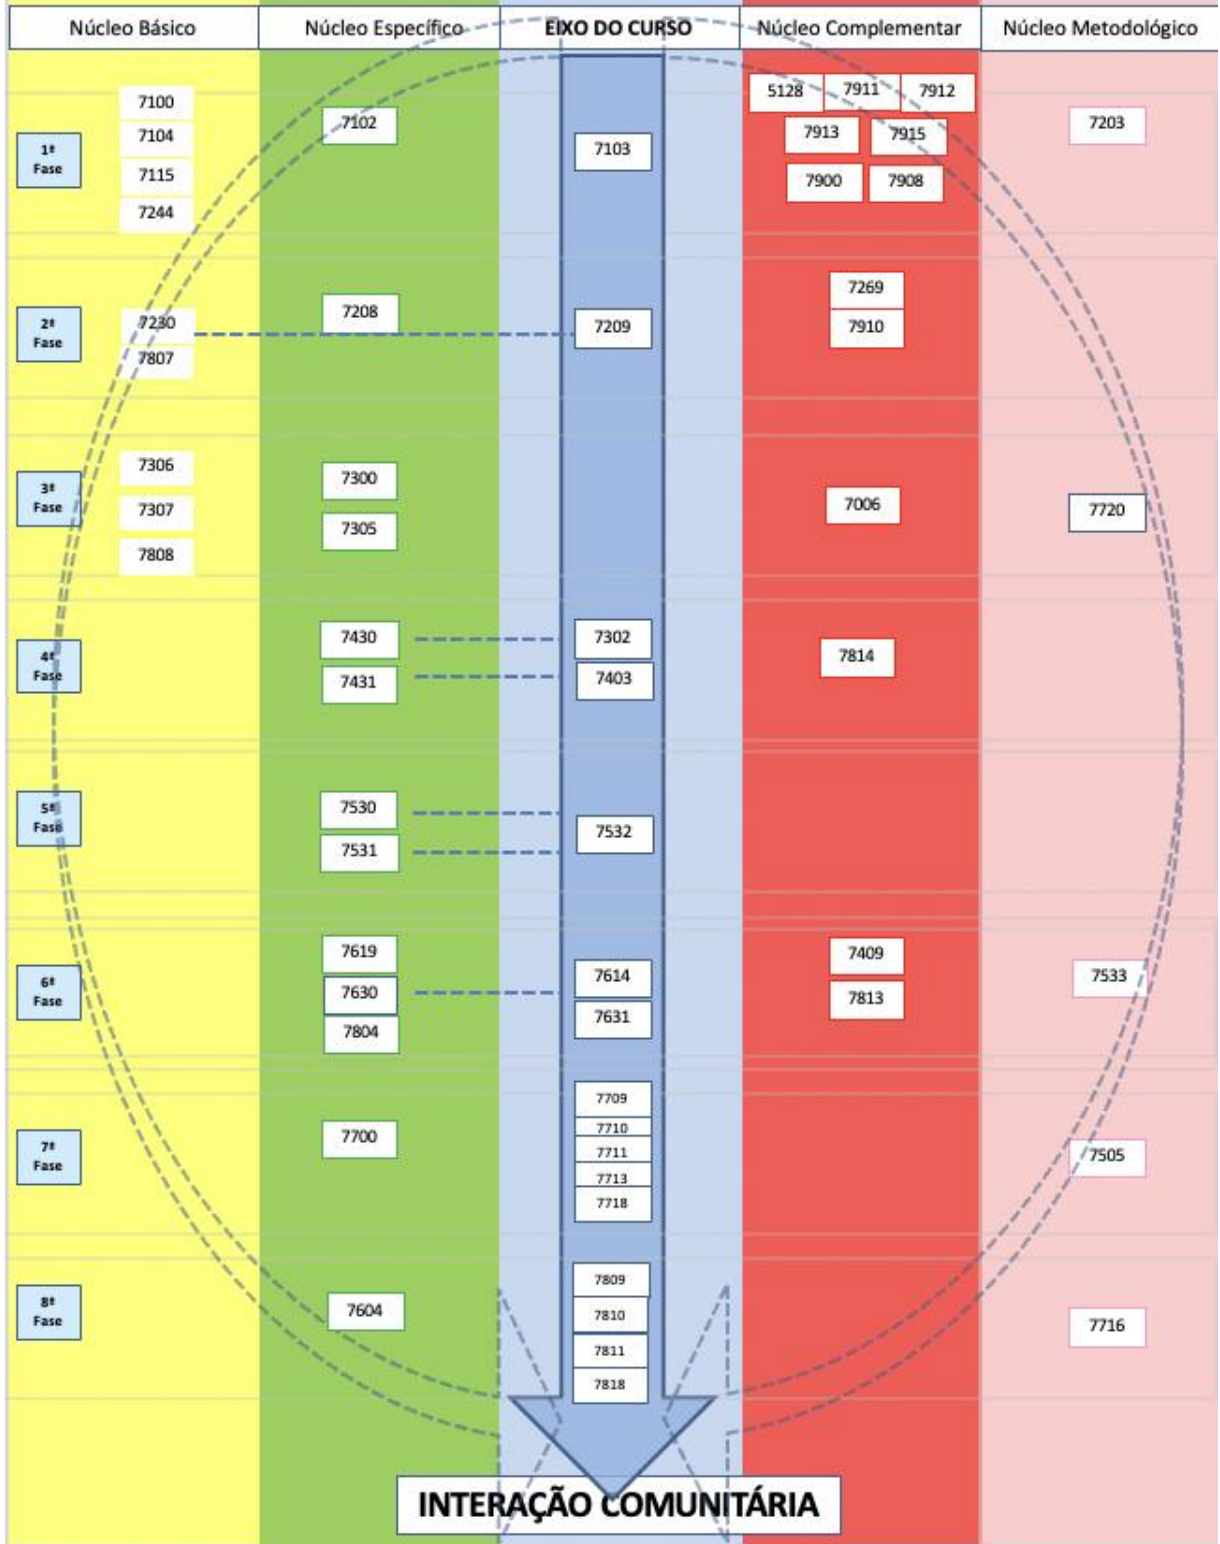 Núcleo Básico
Núcleo Específico
EIXO DO CURSO
Núcleo Complementar
Núcleo Metodológico
1ª
Fase
7100
7104
7115
7244
7102
7103
5128
7911
7912
7913
7915
7900
7908
7203
2ª
Fase
7230
7807
7208
7209
7269
7910
3ª
Fase
7306
7307
7808
7300
7305
7006
7720
4ª
Fase
7430
7431
7302
7403
7814
5ª
Fase
7530
7531
7532
6ª
Fase
7619
7630
7804
7614
7631
7409
7813
7533
7ª
Fase
7700
7709
7710
7711
7713
7718
7505
8ª
Fase
7604
7809
7810
7811
7818
7716
INTERAÇÃO COMUNITÁRIA